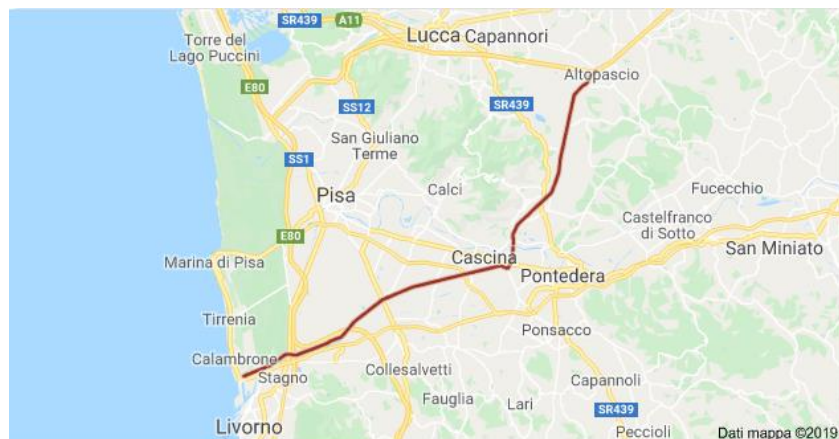 SR439
A11
Lucca Capannori
Torre del
Lago Puccini
Altopascio
E80
SS12
SR439
San Giuliano
Terme
SS1
Calci
Pisa
Fucecchio
Castelfranco
di Sotto
E80
San Miniato
Cascina
Marina di Pisa
Pontedera
Tirrenia
Ponsacco
Calambrone
Collesalvetti
Stagno
Capannoli
Fauglia
Lari
SR439
Livorno
Peccioli
Dati mappa ©2019